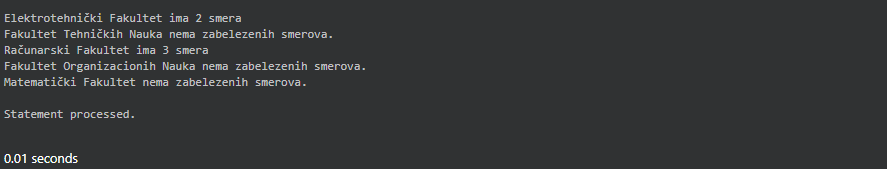 Elektrotehnički Fakultet ima 2 smera
Fakultet Tehničkih Nauka nema zabelezenih smerova.
Računarski Fakultet ima 3 smera
Fakultet Organizacionih Nauka nema zabelezenih smerova.
Matematički Fakultet nema zabelezenih smerova.
Statement processed.
0.01 seconds